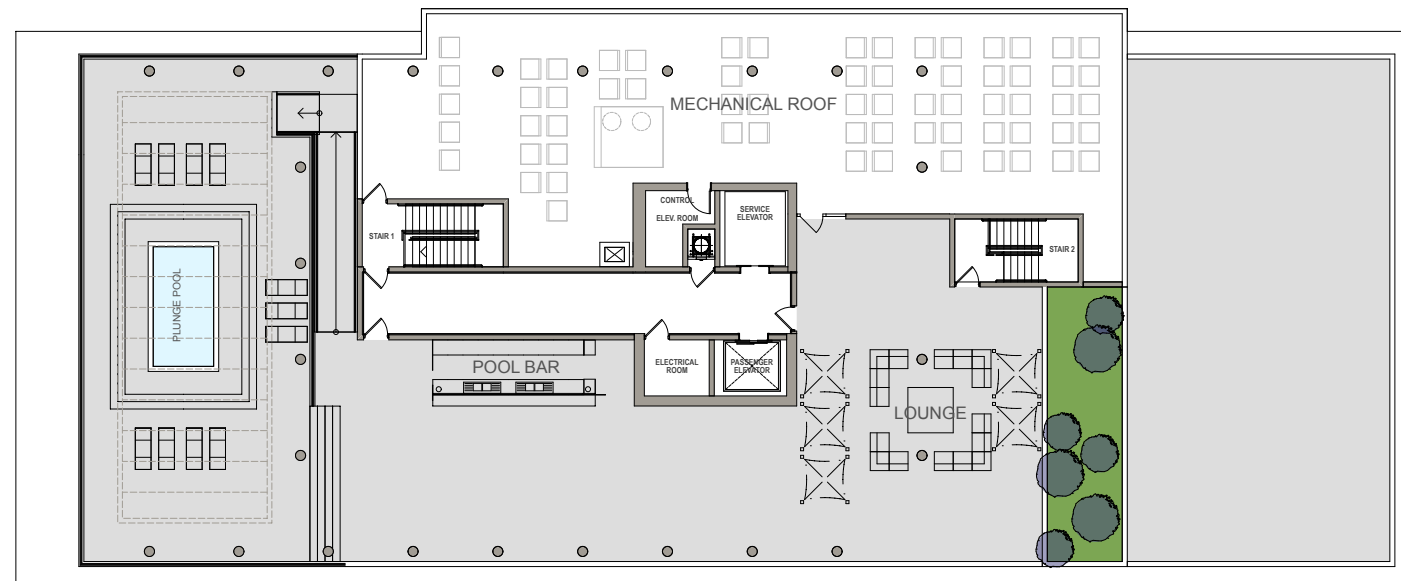 MECHANICAL ROOF
CONTROL
ELEV. ROOM
SERVICE
ELEVATOR
STAIR 1
STAIR 2
PLUNGE POOL
POOL BAR
ELECTRICAL
ROOM
PASSENGER
ELEVATOR
LOUNGE